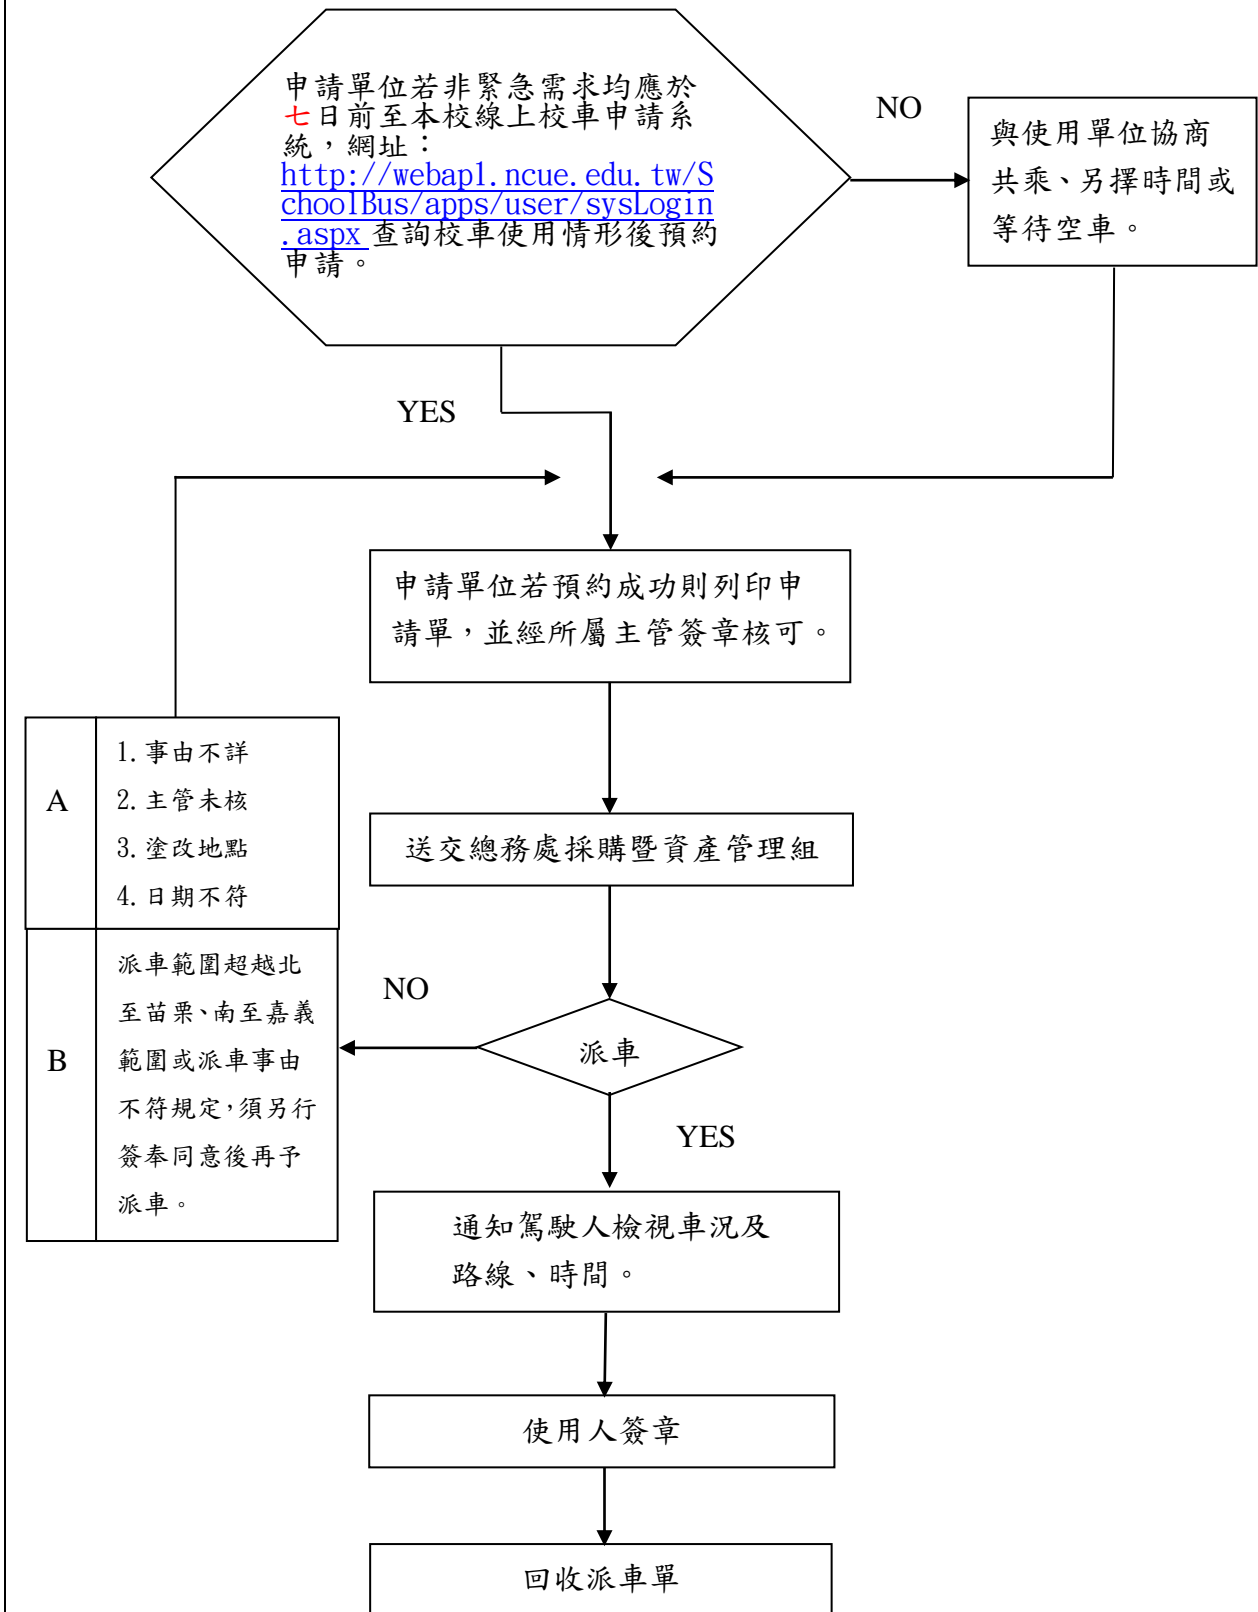 申請單位若非緊急需求均應於
七日前至本校線上校車申請系
統，網址：
http://webap1.ncue.edu.tw/S
choolBus/apps/user/sysLogin
.aspx 查詢校車使用情形後預約
申請。
NO
與使用單位協商
共乘、另擇時間或
等待空車。
YES
申請單位若預約成功則列印申
請單，並經所屬主管簽章核可。
A
1.事由不詳
2.主管未核
3.塗改地點
4.日期不符
送交總務處採購暨資產管理組
B
派車範圍超越北
至苗栗、南至嘉義
範圍或派車事由
不符規定，須另行
簽奉同意後再予
派車。
NO
派車
YES
通知駕駛人檢視車況及
路線、時間。
使用人簽章
回收派車單